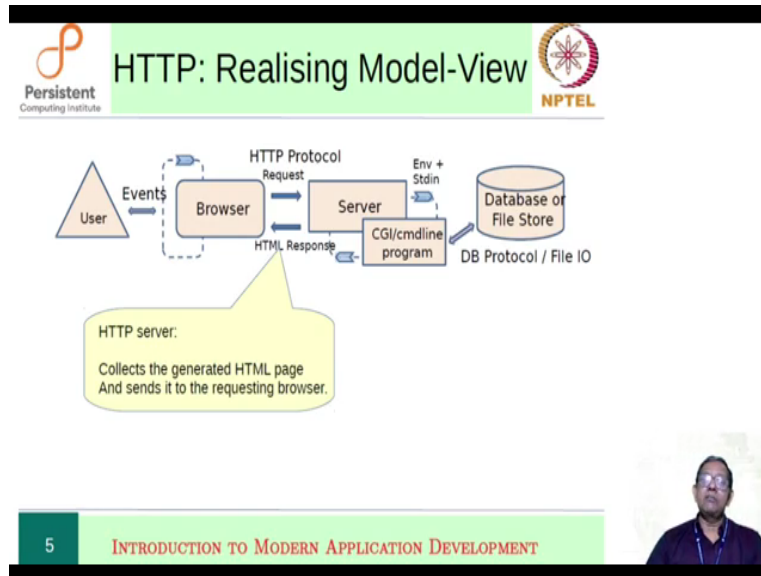 Persistent
Computing Institute
HTTP: Realising Model-View
NPTEL
HTTP Protocol
Request
Env +
Stdin
User
Events
Browser
Server
Database or
File Store
HTML Response
CGI/cmdline
program
DB Protocol / File IO
HTTP server:
Collects the generated HTML page
And sends it to the requesting browser.
5
INTRODUCTION TO MODERN APPLICATION DEVELOPMENT